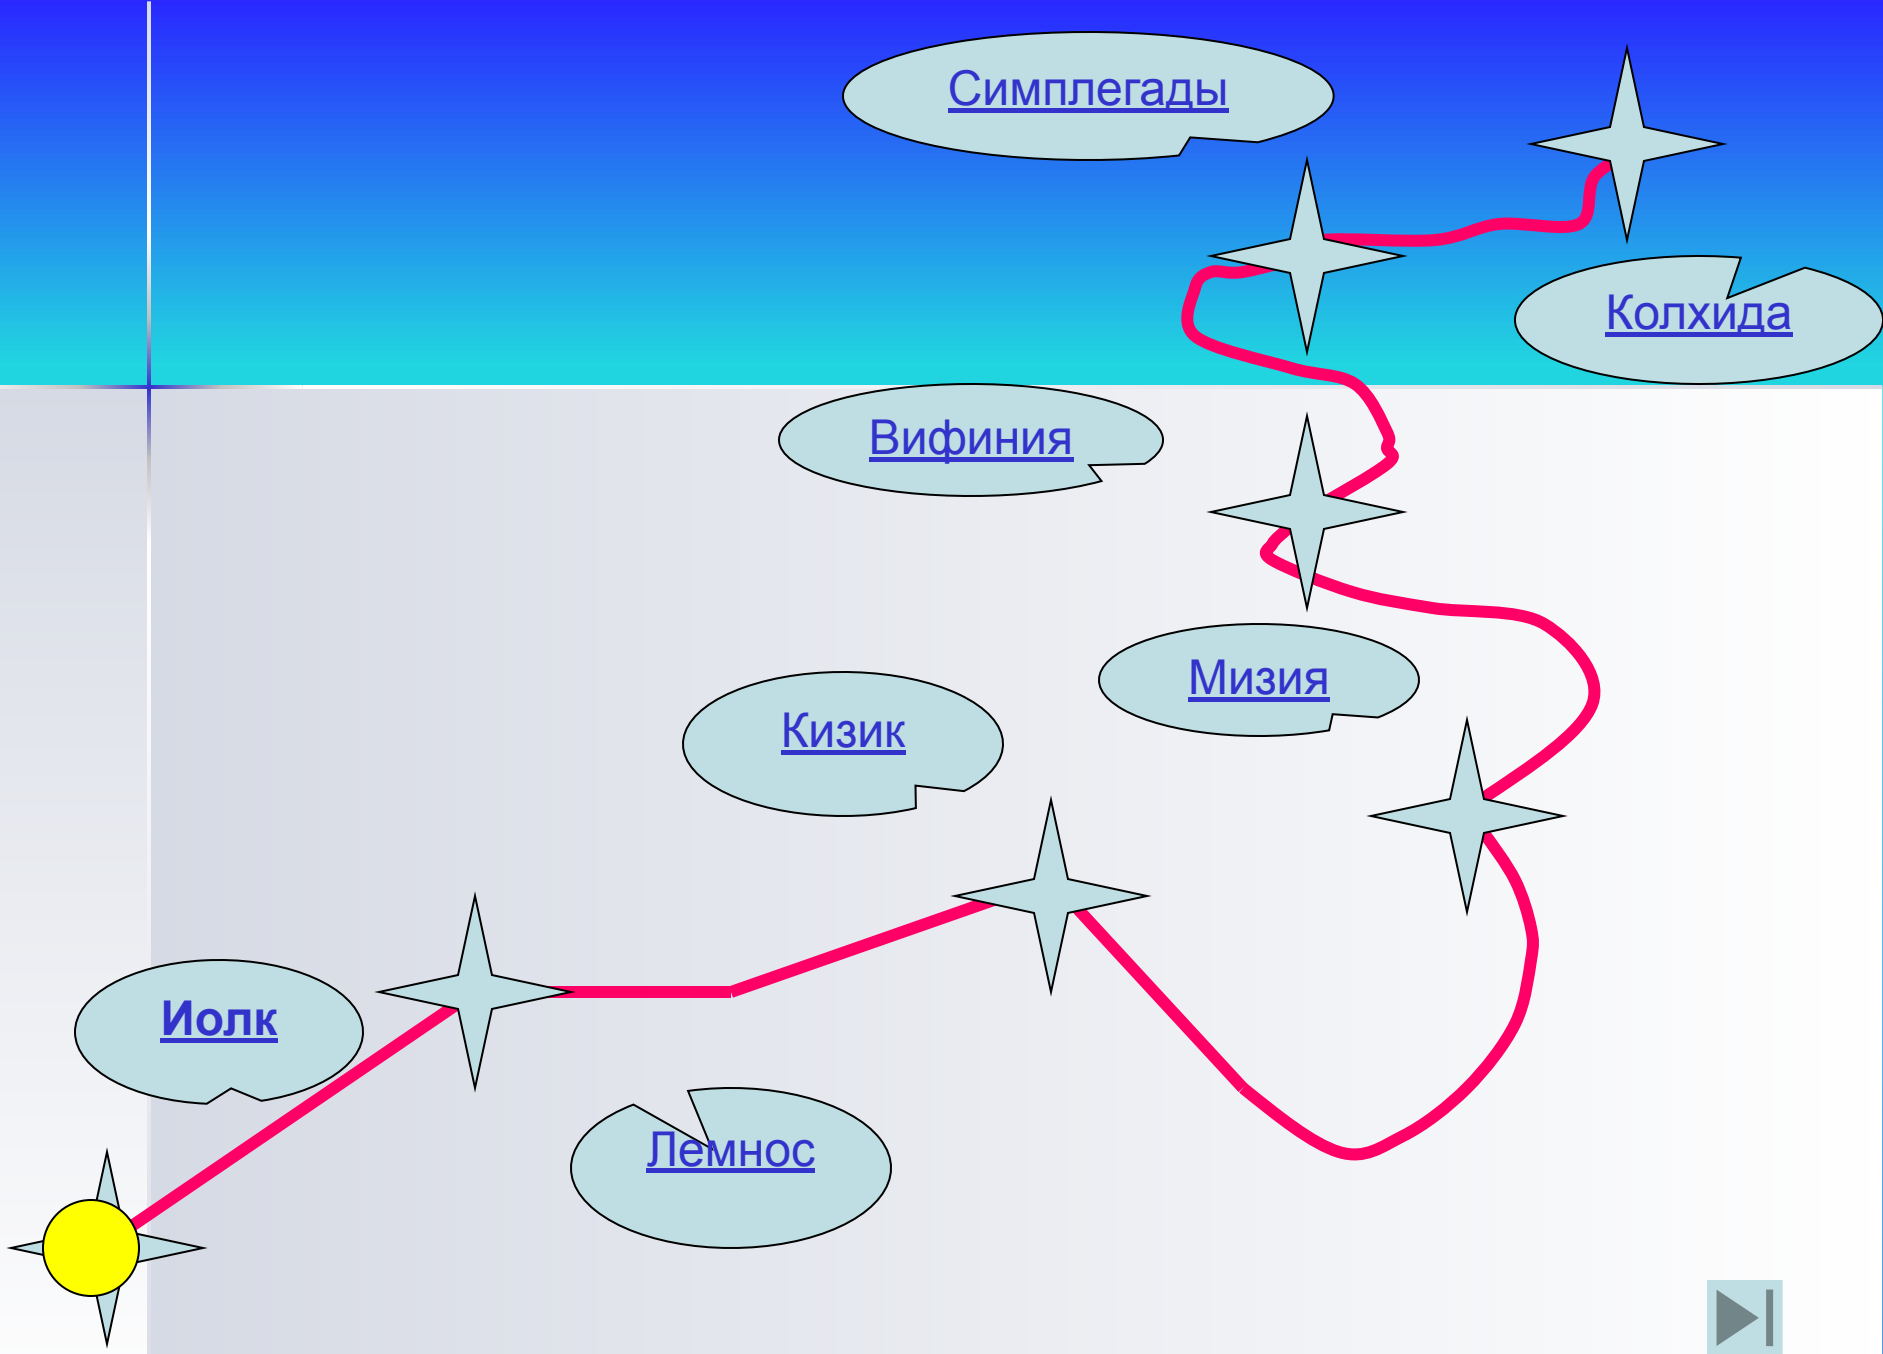 Симплегады
Колхида
Вифиния
Мизия
Кизик
Иолк
Лемнос